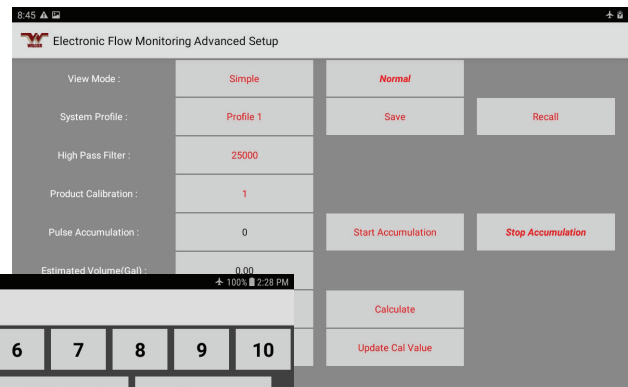 8:45
WILGER
Electronic Flow Monitoring Advanced Setup
View Mode : Simple Normal
System Profile : Profile 1 Save Recall
High Pass Filter : 25000
Product Calibration : 1
Pulse Accumulation : 0 Start Accumulation Stop Accumulation
Estimated Volume(Gal) : 0.00
100% 2:28 PM
Calculate
6 7 8 9 10
Update Cal Value